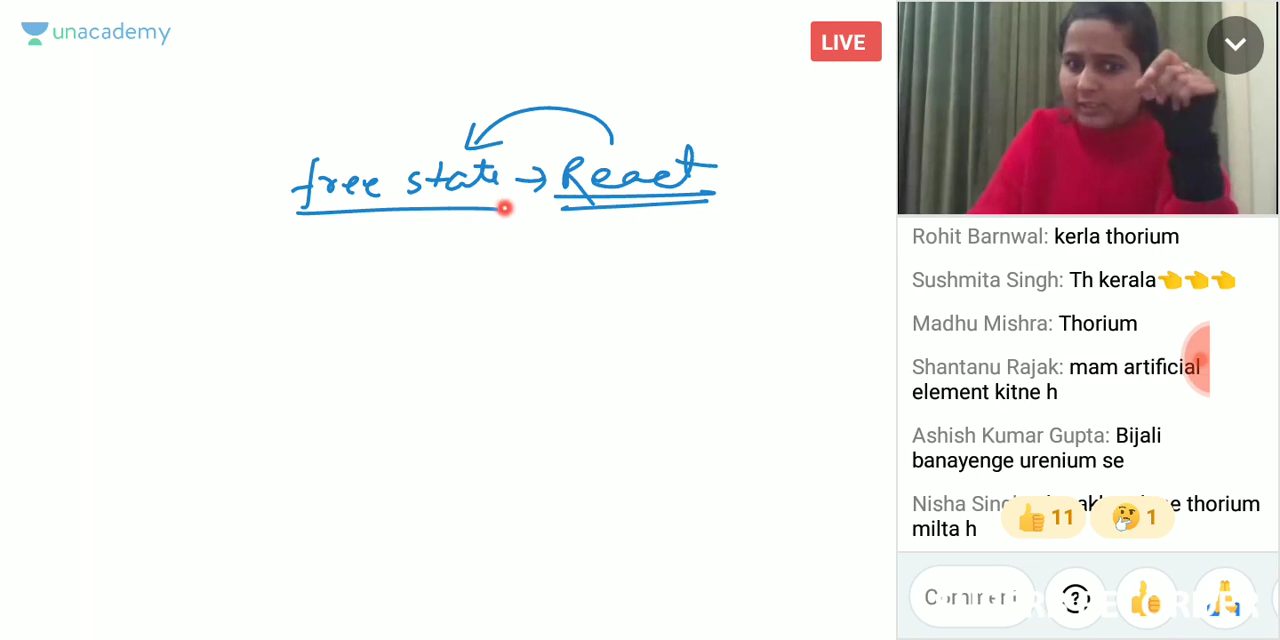 unacademy
LIVE
free state → React
Rohit Barnwal: kerla thorium
Sushmita Singh: Th kerala👈👈👈
Madhu Mishra: Thorium
Shantanu Rajak: mam artificial
element kitne h
Ashish Kumar Gupta: Bijali
banayenge urenium se
Nisha thorium
milta h
👍 11
🤔 1